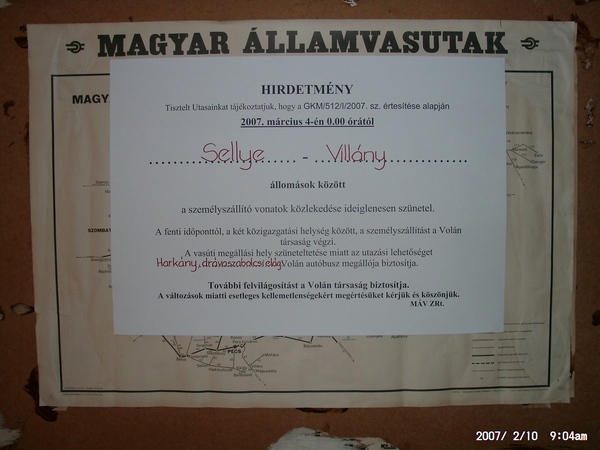 MAGYAR ÁLLAMVASUTAK
MAGY
HIRDETMÉNY
Tisztelt Utasainkat tájékoztatjuk, hogy a GKM/512/I/2007. sz. értesítése alapján
2007. március 4-én 0.00 órától
Sellye - Villány
állomások között
a személyszállító vonatok közlekedése ideiglenesen szünetel.
A fenti időponttól, a két közigazgatási helység között, a személyszállítást a Volán
társaság végzi.
A vasúti megállási hely szüneteltetése miatt az utazási lehetőséget
Harkány, drávaszabolcsi elág Volán autóbusz megállója biztosítja.
További felvilágosítást a Volán társaság biztosítja.
A változások miatti esetleges kellemetlenségekért megértésüket kérjük és köszönjük.
MÁV ZRt.
SZOMBAT
PÉCS
2007/ 2/10 9:04am